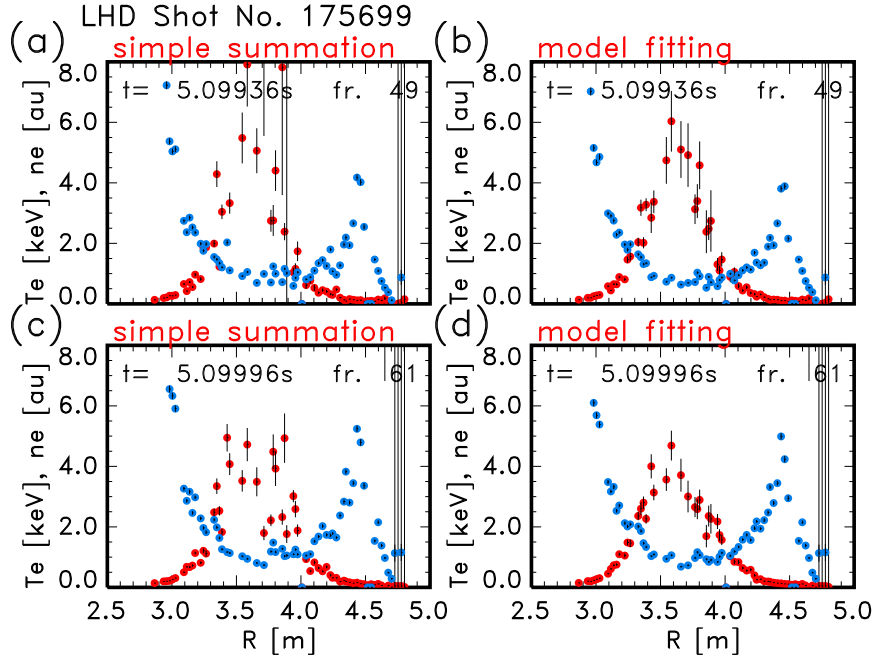 LHD Shot No. 175699
(a) simple summation
(b) model fitting
8.0
t= 5.09936s fr. 49
t= 5.09936s fr. 49
6.0
4.0
2.0
0.0
Te [keV], ne [au]
Te [keV], ne [au]
8.0
6.0
4.0
2.0
0.0
(c) simple summation
(d) model fitting
8.0
t= 5.09996s fr. 61
t= 5.09996s fr. 61
6.0
4.0
2.0
0.0
Te [keV], ne [au]
Te [keV], ne [au]
8.0
6.0
4.0
2.0
0.0
2.5 3.0 3.5 4.0 4.5 5.0
3.0 3.5 4.0 4.5 5.0
R [m]
R [m]